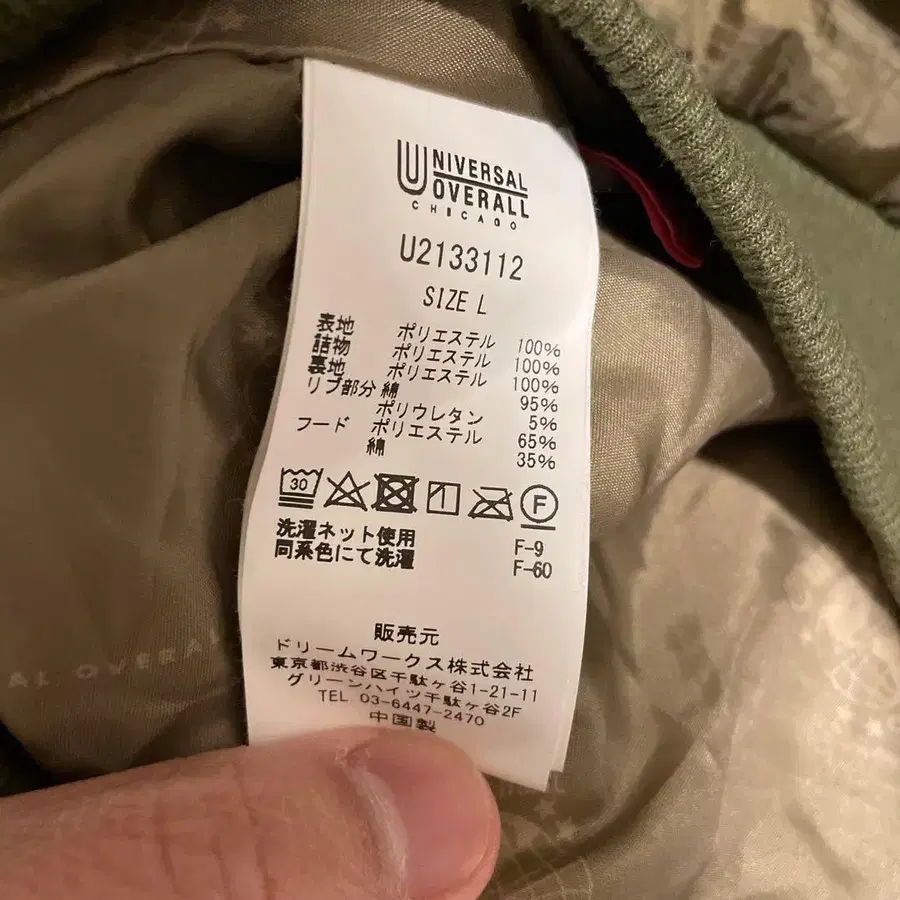 UNIVERSAL
OVERALL
CHICAGO
U2133112
SIZE L
表地 ポリエステル 100%
詰物 ポリエステル 100%
裏地 ポリエステル 100%
リブ部分 綿 95%
ポリウレタン 5%
フード ポリエステル 65%
綿 35%
30
F
洗濯ネット使用 F-9
同系色にて洗濯 F-60
販売元
ドリームワークス株式会社
東京都渋谷区千駄ヶ谷1-21-11
グリーンハイツ千駄ヶ谷2F
TEL. 03-6447-2470
中国製
AL OVERAL